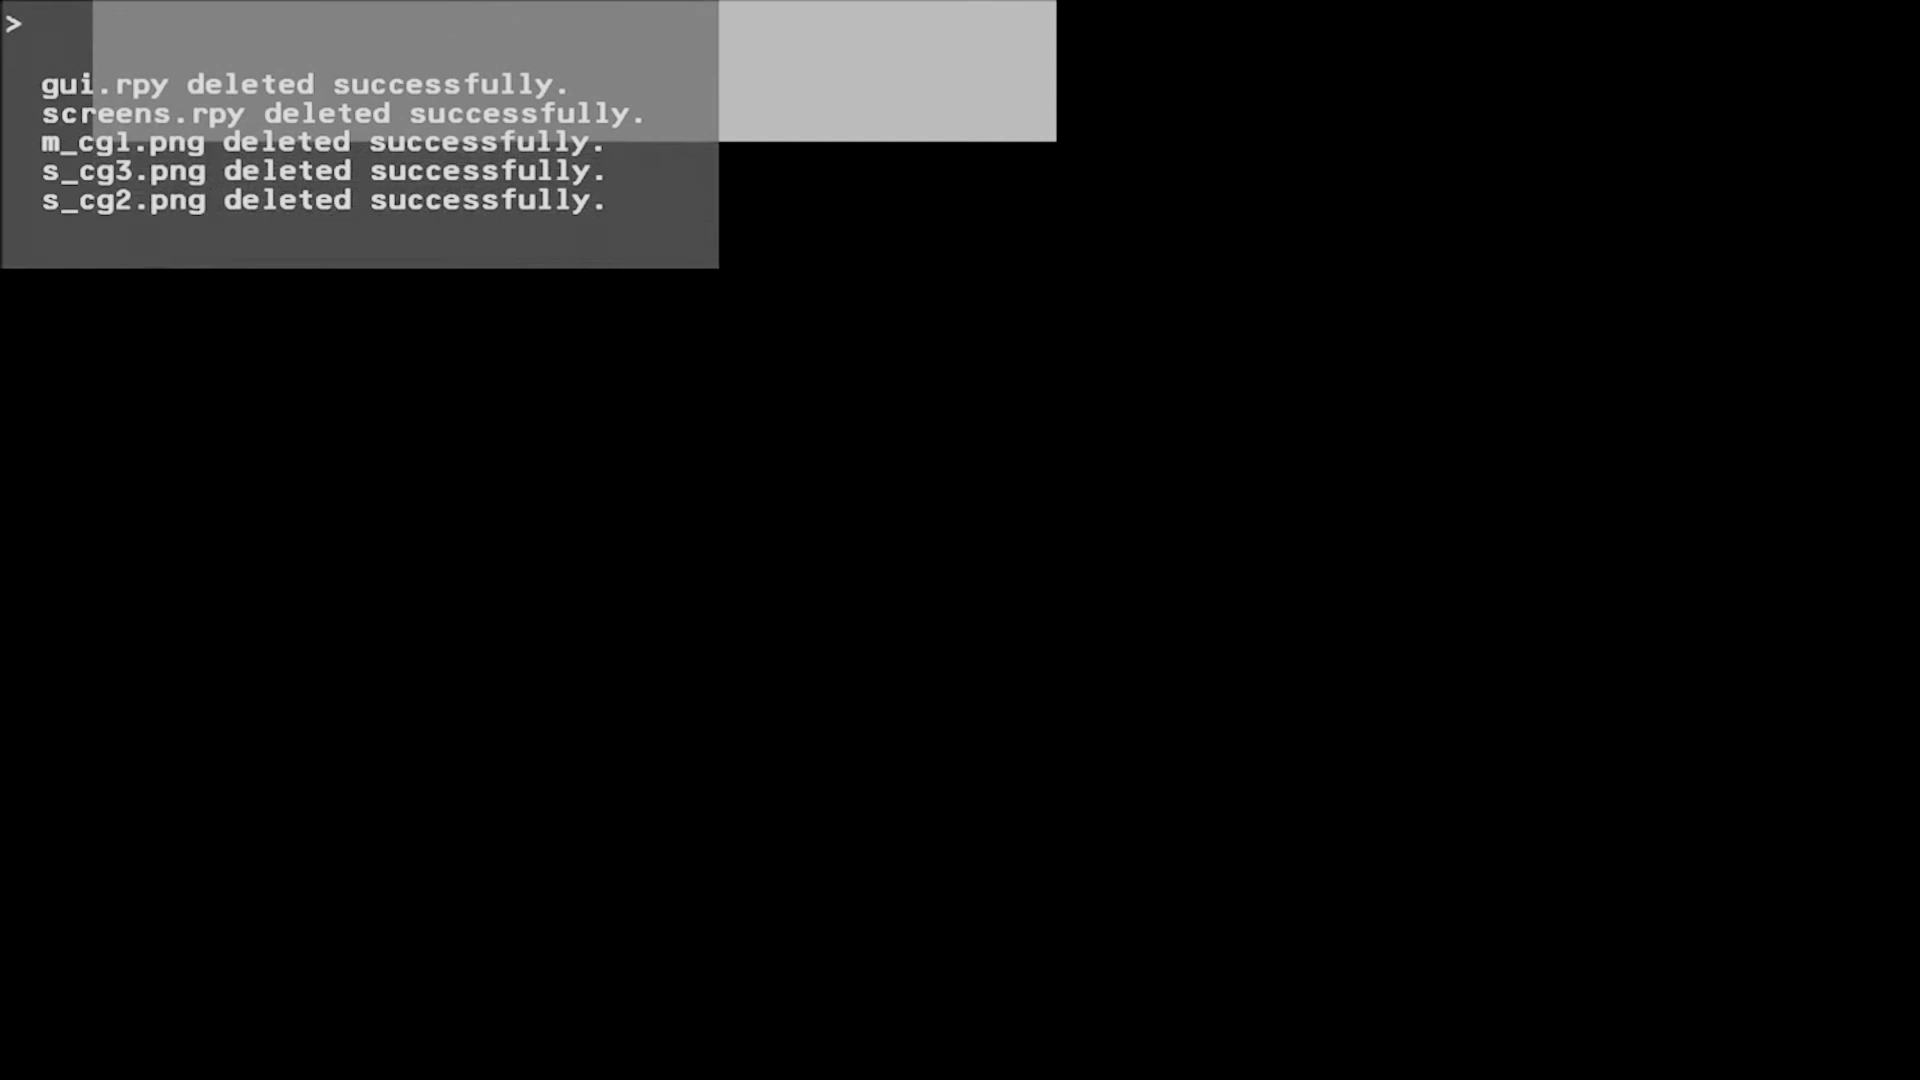 >
gui.rpy deleted successfully.
screens.rpy deleted successfully.
m_cg1.png deleted successfully.
s_cg3.png deleted successfully.
s_cg2.png deleted successfully.